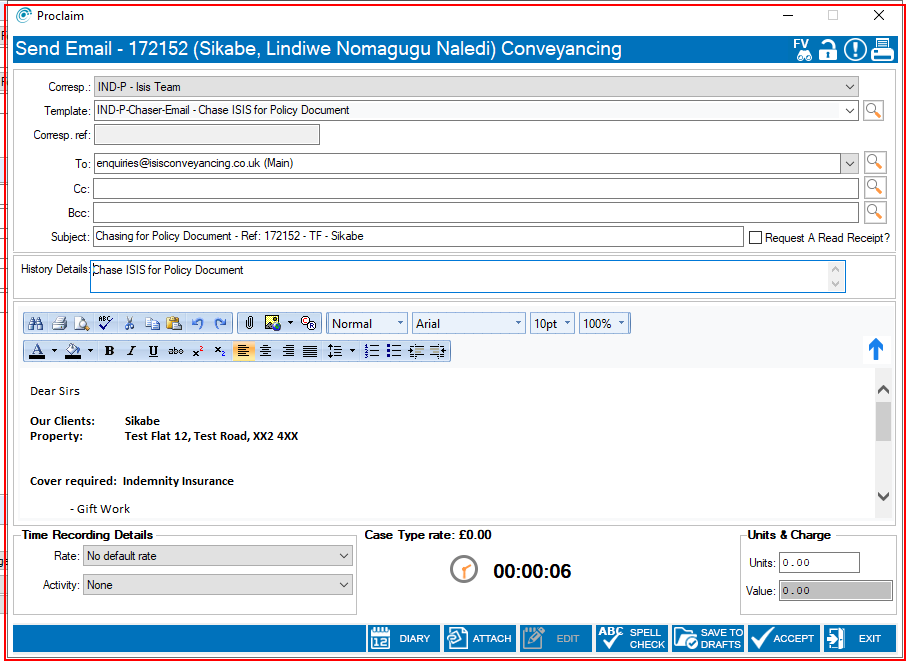 Proclaim
Send Email - 172152 (Sikabe, Lindiwe Nomagugu Naledi) Conveyancing
FV
Corresp.: IND-P - Isis Team
Template: IND-P-Chaser-Email - Chase ISIS for Policy Document
Corresp. ref:
To: enquiries@isisconveyancing.co.uk (Main)
Cc:
Bcc:
Subject: Chasing for Policy Document - Ref: 172152 - TF - Sikabe
Request A Read Receipt?
History Details: Chase ISIS for Policy Document
ABC
Normal Arial 10pt 100%
A B I U abc x² x₂
Dear Sirs
Our Clients: Sikabe
Property: Test Flat 12, Test Road, XX2 4XX
Cover required: Indemnity Insurance
- Gift Work
Time Recording Details Case Type rate: £0.00 Units & Charge
Rate: No default rate
00:00:06
Units: 0.00
Activity: None
Value: 0.00
12 DIARY ATTACH EDIT ABC SPELL CHECK SAVE TO DRAFTS ACCEPT EXIT